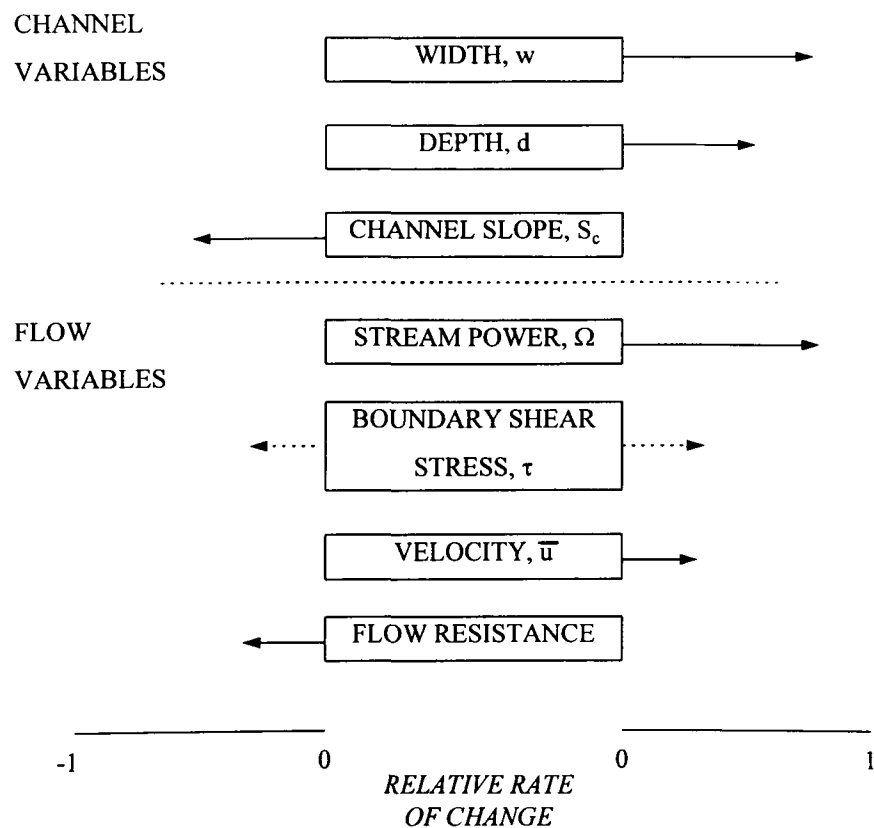 CHANNEL
VARIABLES
WIDTH, w
DEPTH, d
CHANNEL SLOPE, Sc
FLOW
VARIABLES
STREAM POWER, Ω
BOUNDARY SHEAR
STRESS, τ
VELOCITY, u̅
FLOW RESISTANCE
-1 0 0 1
RELATIVE RATE
OF CHANGE